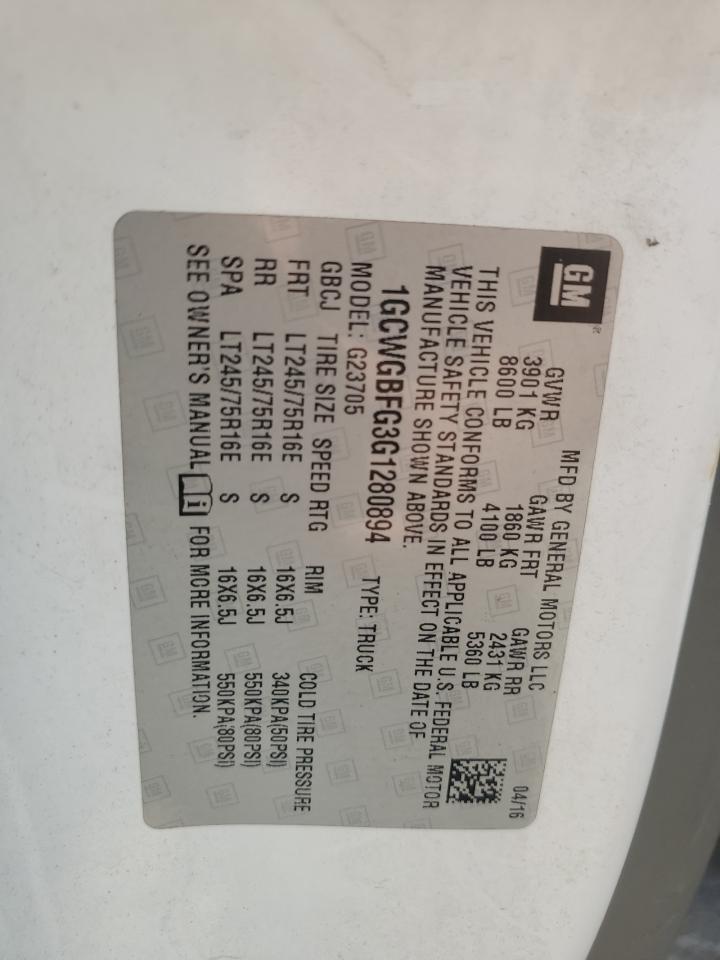 GM
MFD BY GENERAL MOTORS LLC 04/16
GVWR GAWR FRT GAWR RR
3901 KG 1860 KG 2431 KG
8600 LB 4100 LB 5360 LB
THIS VEHICLE CONFORMS TO ALL APPLICABLE U.S. FEDERAL MOTOR
VEHICLE SAFETY STANDARDS IN EFFECT ON THE DATE OF
MANUFACTURE SHOWN ABOVE.
1GCWGBFG3G1280894 TYPE: TRUCK
MODEL: G23705
GBCJ TIRE SIZE SPEED RTG RIM COLD TIRE PRESSURE
FRT LT245/75R16E S 16X6.5J 340KPA(50PSI)
RR LT245/75R16E S 16X6.5J 550KPA(80PSI)
SPA LT245/75R16E S 16X6.5J 550KPA(80PSI)
SEE OWNER'S MANUAL i FOR MORE INFORMATION.